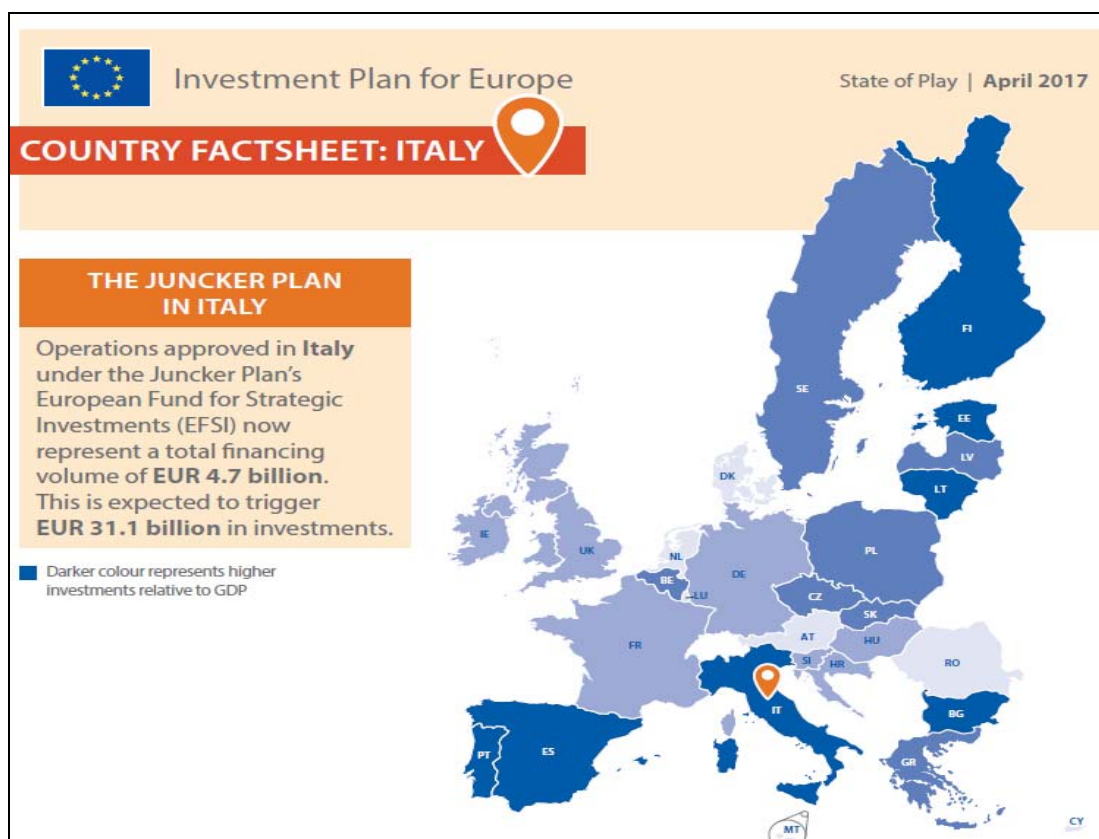 Investment Plan for Europe
State of Play | April 2017
COUNTRY FACTSHEET: ITALY
THE JUNCKER PLAN
IN ITALY
Operations approved in Italy
under the Juncker Plan's
European Fund for Strategic
Investments (EFSI) now
represent a total financing
volume of EUR 4.7 billion.
This is expected to trigger
EUR 31.1 billion in investments.
Darker colour represents higher
investments relative to GDP
FI
SE
EE
LV
LT
DK
IE
UK
NL
BE
LU
DE
PL
CZ
SK
AT
HU
FR
SI
HR
RO
IT
BG
PT
ES
GR
MT
CY